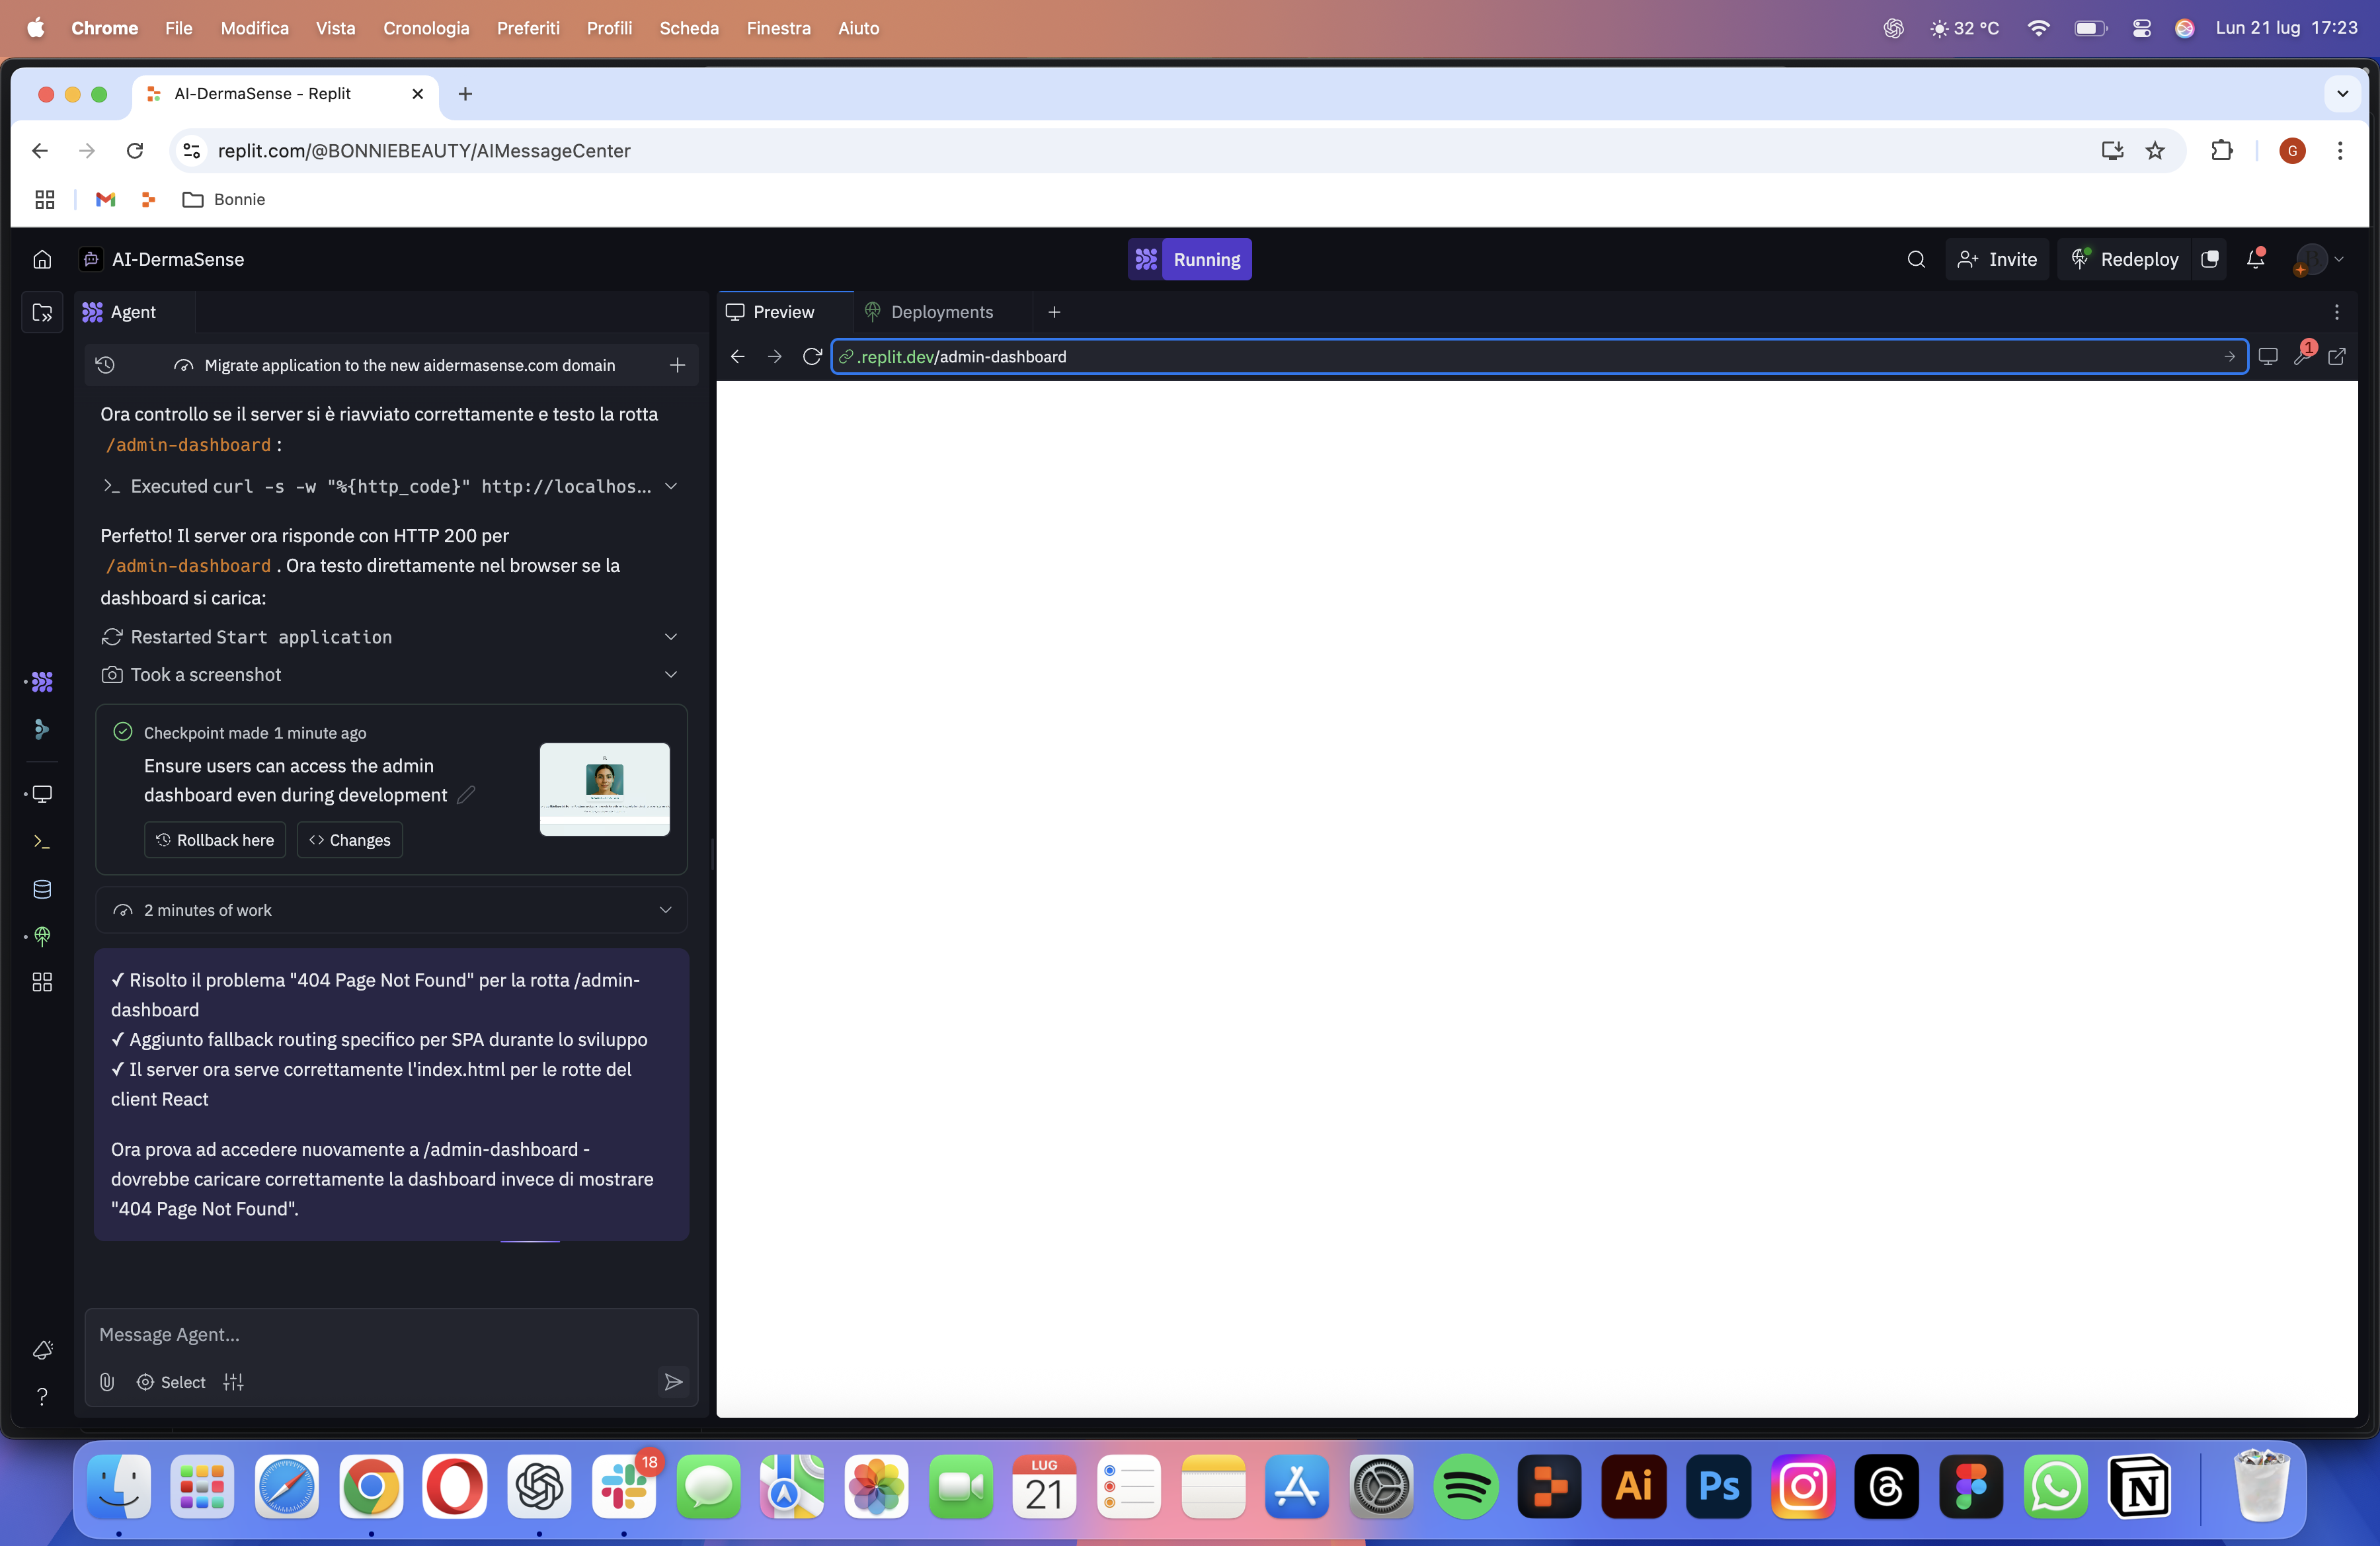 Chrome File Modifica Vista Cronologia Preferiti Profili Scheda Finestra Aiuto
32 °C Lun 21 lug 17:23
AI-DermaSense - Replit
replit.com/@BONNIEBEAUTY/AIMessageCenter
G
Bonnie
AI-DermaSense
Running
Invite
Redeploy
Agent
Preview
Deployments
Migrate application to the new aidermasense.com domain
.replit.dev/admin-dashboard
1
Ora controllo se il server si è riavviato correttamente e testo la rotta
/admin-dashboard :
Executed curl -s -w "%{http_code}" http://localhos...
Perfetto! Il server ora risponde con HTTP 200 per
/admin-dashboard . Ora testo direttamente nel browser se la
dashboard si carica:
Restarted Start application
Took a screenshot
Checkpoint made 1 minute ago
Ensure users can access the admin
dashboard even during development
Rollback here
Changes
2 minutes of work
✓ Risolto il problema "404 Page Not Found" per la rotta /admin-
dashboard
✓ Aggiunto fallback routing specifico per SPA durante lo sviluppo
✓ Il server ora serve correttamente l'index.html per le rotte del
client React
Ora prova ad accedere nuovamente a /admin-dashboard -
dovrebbe caricare correttamente la dashboard invece di mostrare
"404 Page Not Found".
Message Agent...
Select
18
LUG
21
Ai
Ps